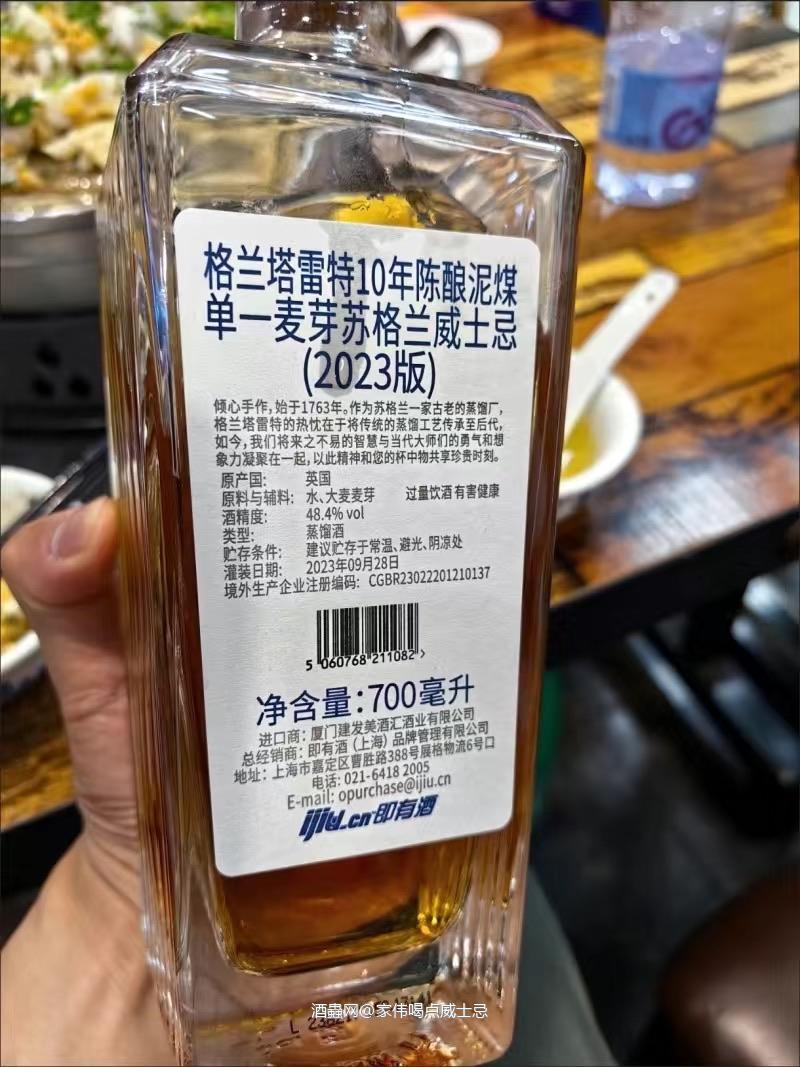 格兰塔雷特10年陈酿泥煤
单一麦芽苏格兰威士忌
(2023版)
倾心手作,始于1763年。作为苏格兰一家古老的蒸馏厂,
格兰塔雷特的热忱在于将传统的蒸馏工艺传承至后代,
如今,我们将来之不易的智慧与当代大师们的勇气和想
象力凝聚在一起,以此精神和您的杯中物共享珍贵时刻。
原产国: 英国
原料与辅料: 水、大麦麦芽 过量饮酒 有害健康
酒精度: 48.4% vol
类型: 蒸馏酒
贮存条件: 建议贮存于常温、避光、阴凉处
灌装日期: 2023年09月28日
境外生产企业注册编码: CGBR23022201210137
5 060768 211082 >
净含量:700毫升
进口商: 厦门建发美酒汇酒业有限公司
总经销商: 即有酒 (上海) 品牌管理有限公司
地址: 上海市嘉定区曹胜路388号展格物流6号口
电话: 021-6418 2005
E-mail: opurchase@ijiu.cn
ijiu.cn 即有酒
酒蟲网@家伟喝点威士忌